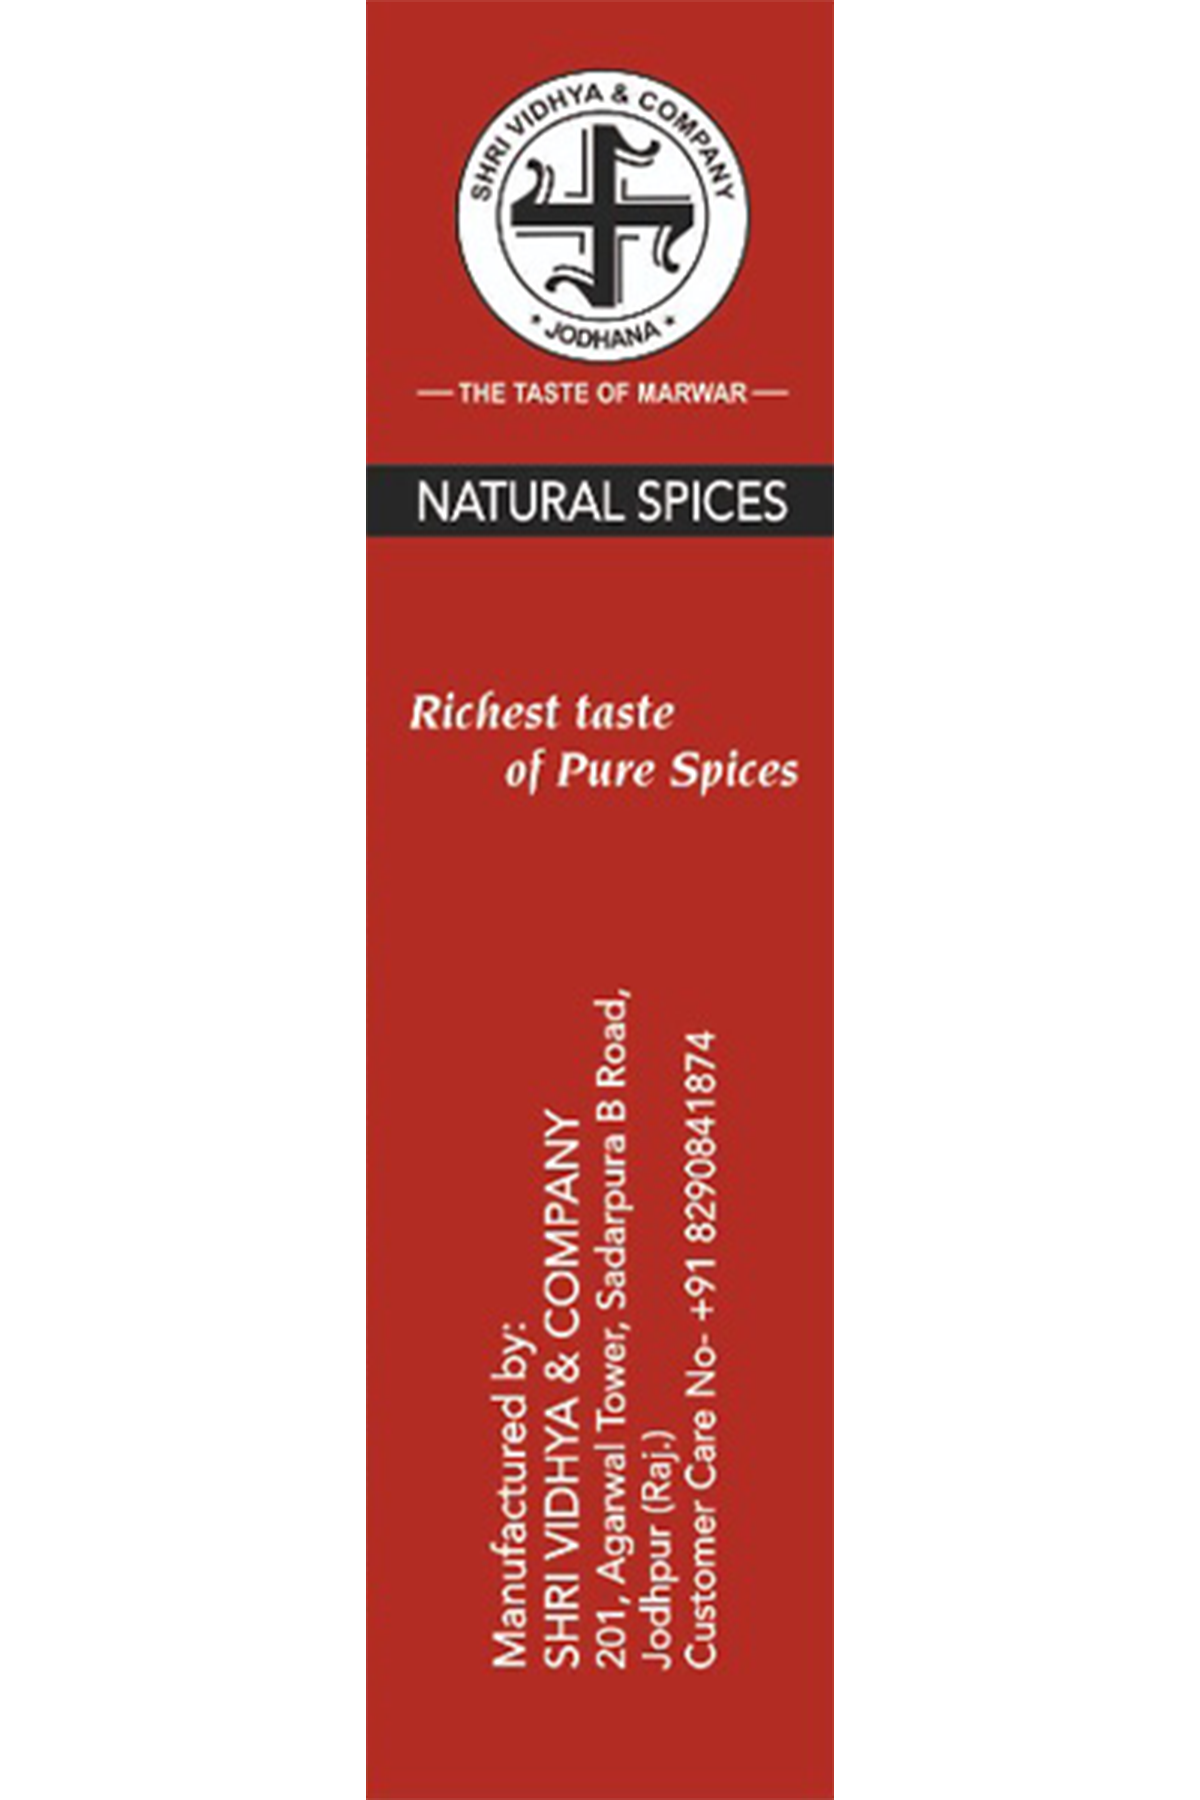 SHRI VIDHYA & COMPANY
* JODHANA *
— THE TASTE OF MARWAR —
NATURAL SPICES
Richest taste
of Pure Spices
Manufactured by:
SHRI VIDHYA & COMPANY
201, Agarwal Tower, Sadarpura B Road,
Jodhpur (Raj.)
Customer Care No- +91 8290841874